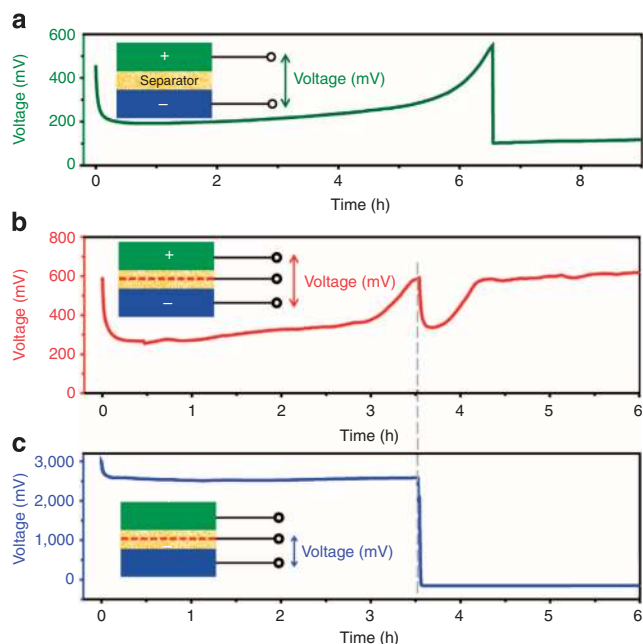 a
600
400
200
0
Voltage (mV)
+
Separator
–
Voltage (mV)
0 2 4 6 8
Time (h)
b
800
600
400
200
0
Voltage (mV)
+
–
Voltage (mV)
0 1 2 3 4 5 6
Time (h)
c
3,000
2,000
1,000
0
Voltage (mV)
–
Voltage (mV)
0 1 2 3 4 5 6
Time (h)